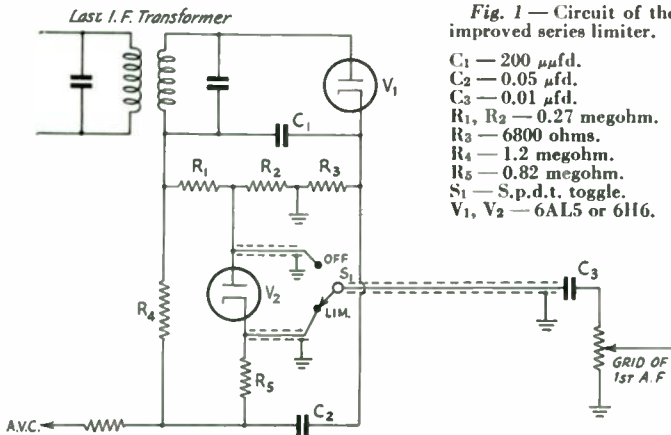 Last I.F. Transformer
Fig. 1 — Circuit of the
improved series limiter.
C1 — 200 μμfd.
C2 — 0.05 μfd.
C3 — 0.01 μfd.
R1, R2 — 0.27 megohm.
R3 — 6800 ohms.
R4 — 1.2 megohm.
R5 — 0.82 megohm.
S1 — S.p.d.t. toggle.
V1, V2 — 6AL5 or 6H6.
V1
C1
R1
R2
R3
OFF
S1
C3
V2
LIM.
R4
R5
GRID OF
1ST A.F
C2
A.V.C.